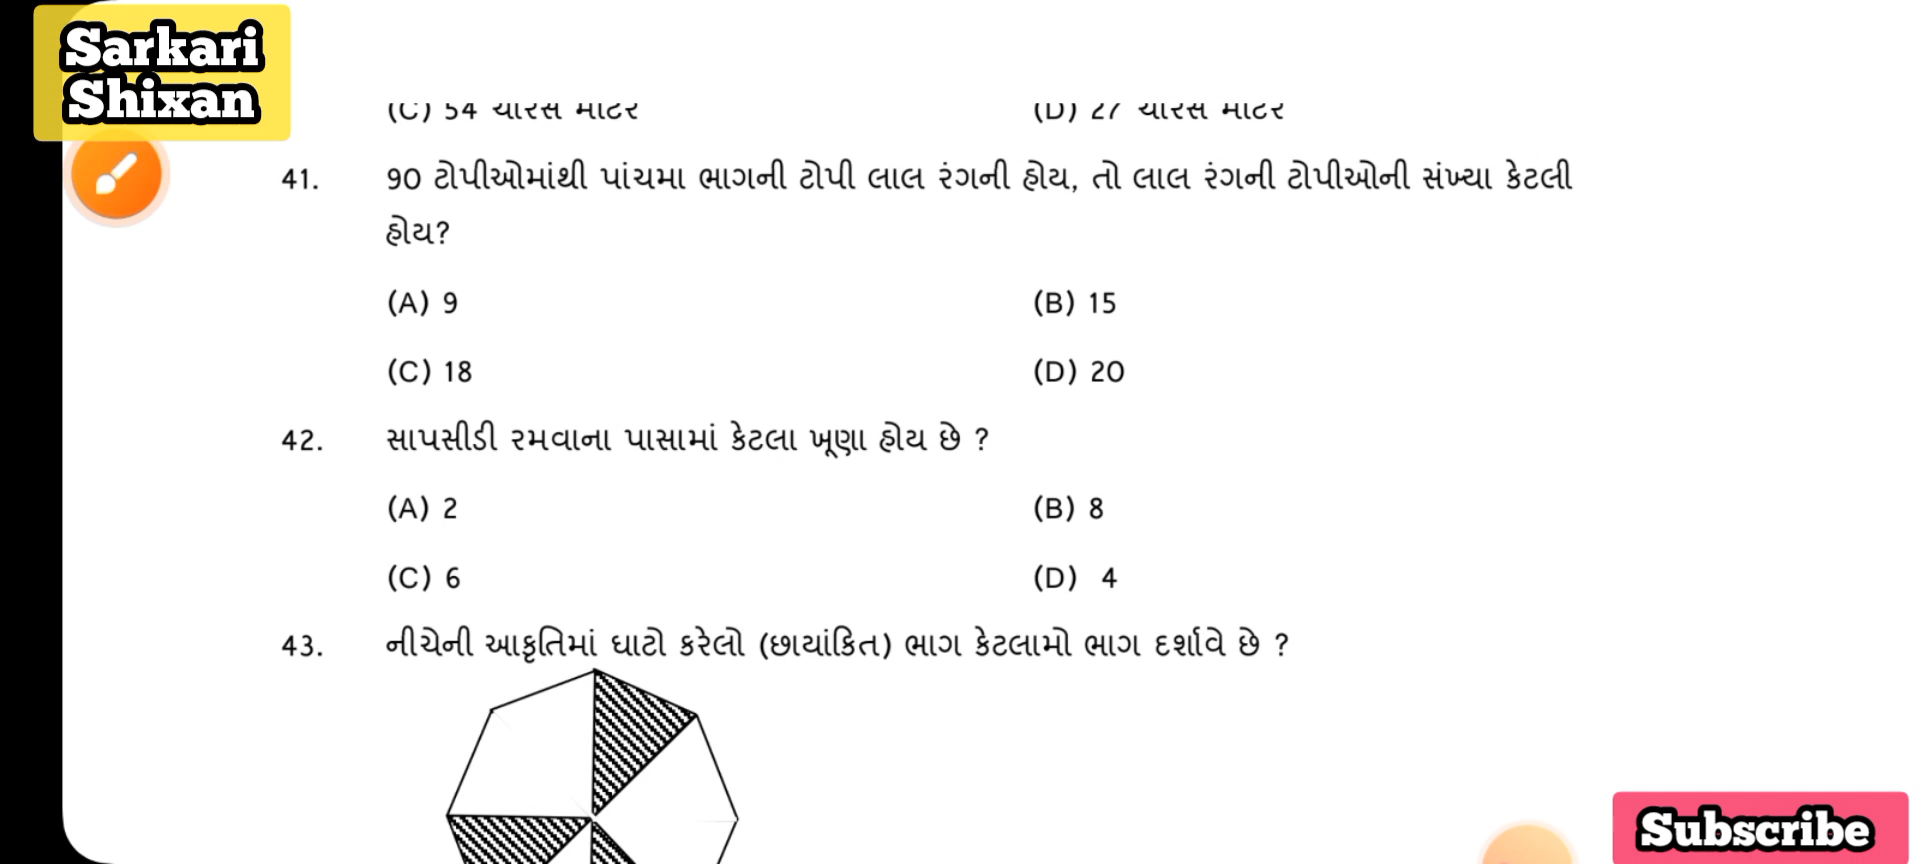 Sarkari
Shixan
(C) 54 ચોરસ મીટર (D) 27 ચોરસ મીટર
41. 90 ટોપીઓમાંથી પાંચમા ભાગની ટોપી લાલ રંગની હોય, તો લાલ રંગની ટોપીઓની સંખ્યા કેટલી
હોય?
(A) 9 (B) 15
(C) 18 (D) 20
42. સાપસીડી રમવાના પાસામાં કેટલા ખૂણા હોય છે ?
(A) 2 (B) 8
(C) 6 (D) 4
43. નીચેની આકૃતિમાં ઘાટો કરેલો (છાયાંકિત) ભાગ કેટલામો ભાગ દર્શાવે છે ?
Subscribe